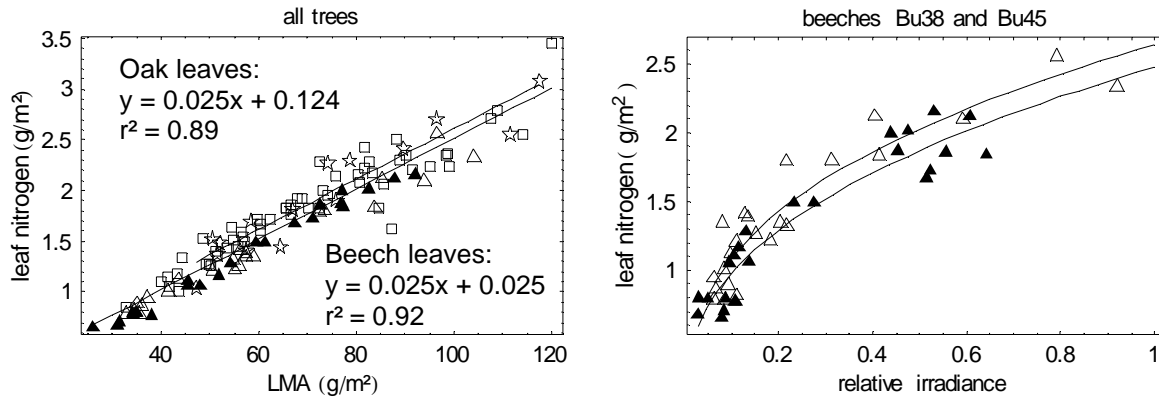 all trees
leaf nitrogen (g/m²)
3.5
3
2.5
2
1.5
1
Oak leaves:
y = 0.025x + 0.124
r² = 0.89
Beech leaves:
y = 0.025x + 0.025
r² = 0.92
40 60 80 100 120
LMA (g/m²)
beeches Bu38 and Bu45
leaf nitrogen( g/m²)
2.5
2
1.5
1
0.2 0.4 0.6 0.8 1
relative irradiance